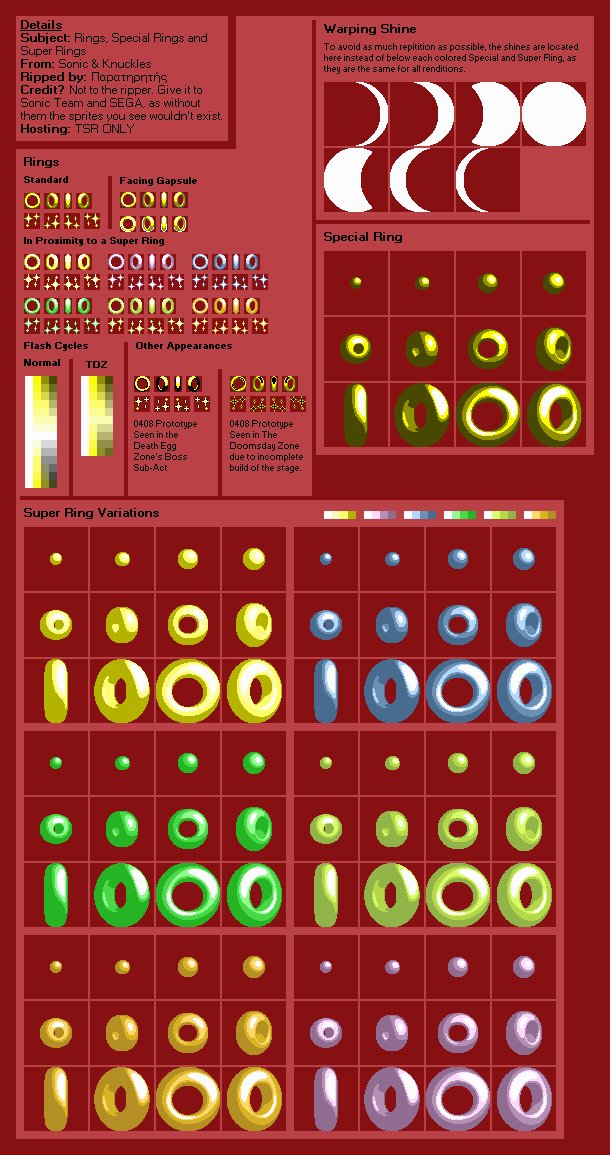 Details
Subject: Rings, Special Rings and
Super Rings
From: Sonic & Knuckles
Ripped by: Παρατηρητής
Credit? Not to the ripper. Give it to
Sonic Team and SEGA, as without
them the sprites you see wouldn't exist.
Hosting: TSR ONLY
Warping Shine
To avoid as much repitition as possible, the shines are located
here instead of below each colored Special and Super Ring, as
they are the same for all renditions.
Rings
Standard
Facing Gapsule
In Proximity to a Super Ring
Flash Cycles
Normal
TDZ
Other Appearances
0408 Prototype
Seen in the
Death Egg
Zone's Boss
Sub-Act
0408 Prototype
Seen in The
Doomsday Zone
due to incomplete
build of the stage.
Special Ring
Super Ring Variations